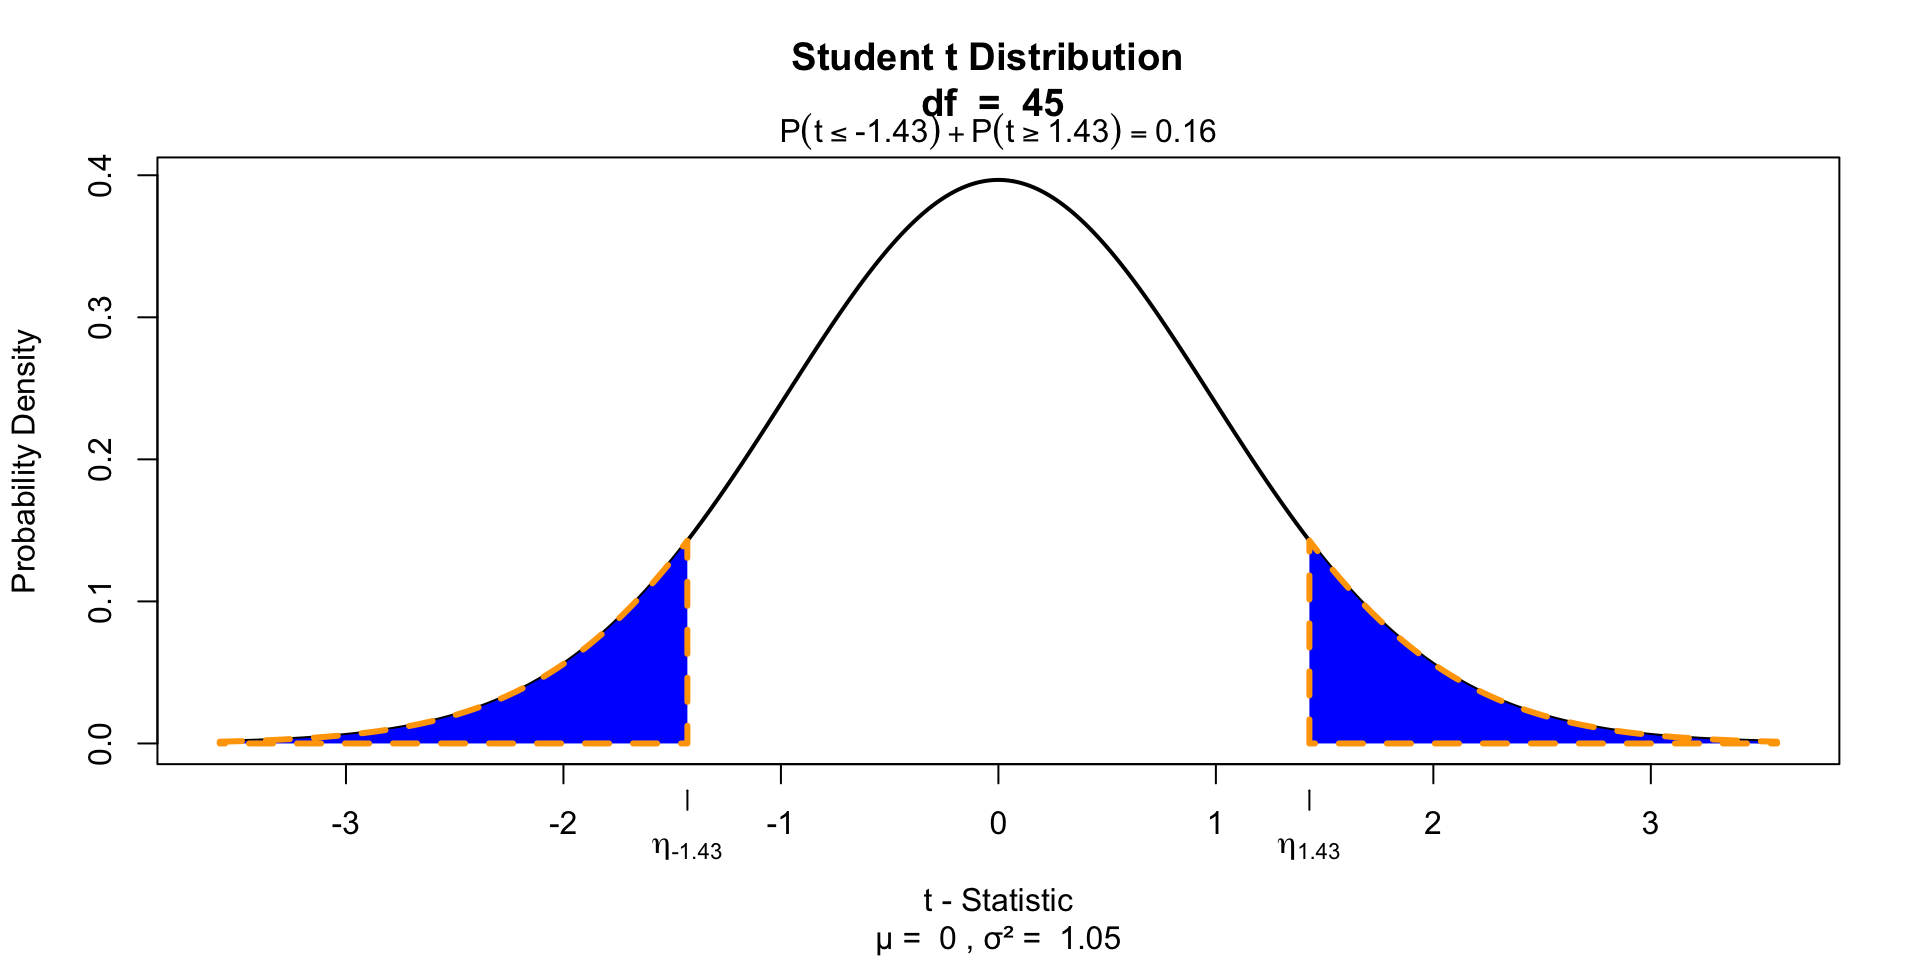 Student t Distribution
df = 45
P(t ≤ -1.43) + P(t ≥ 1.43) = 0.16
Probability Density
0.4
0.3
0.2
0.1
0.0
-3 -2 -1 0 1 2 3
η-1.43 η1.43
t - Statistic
μ = 0 , σ² = 1.05